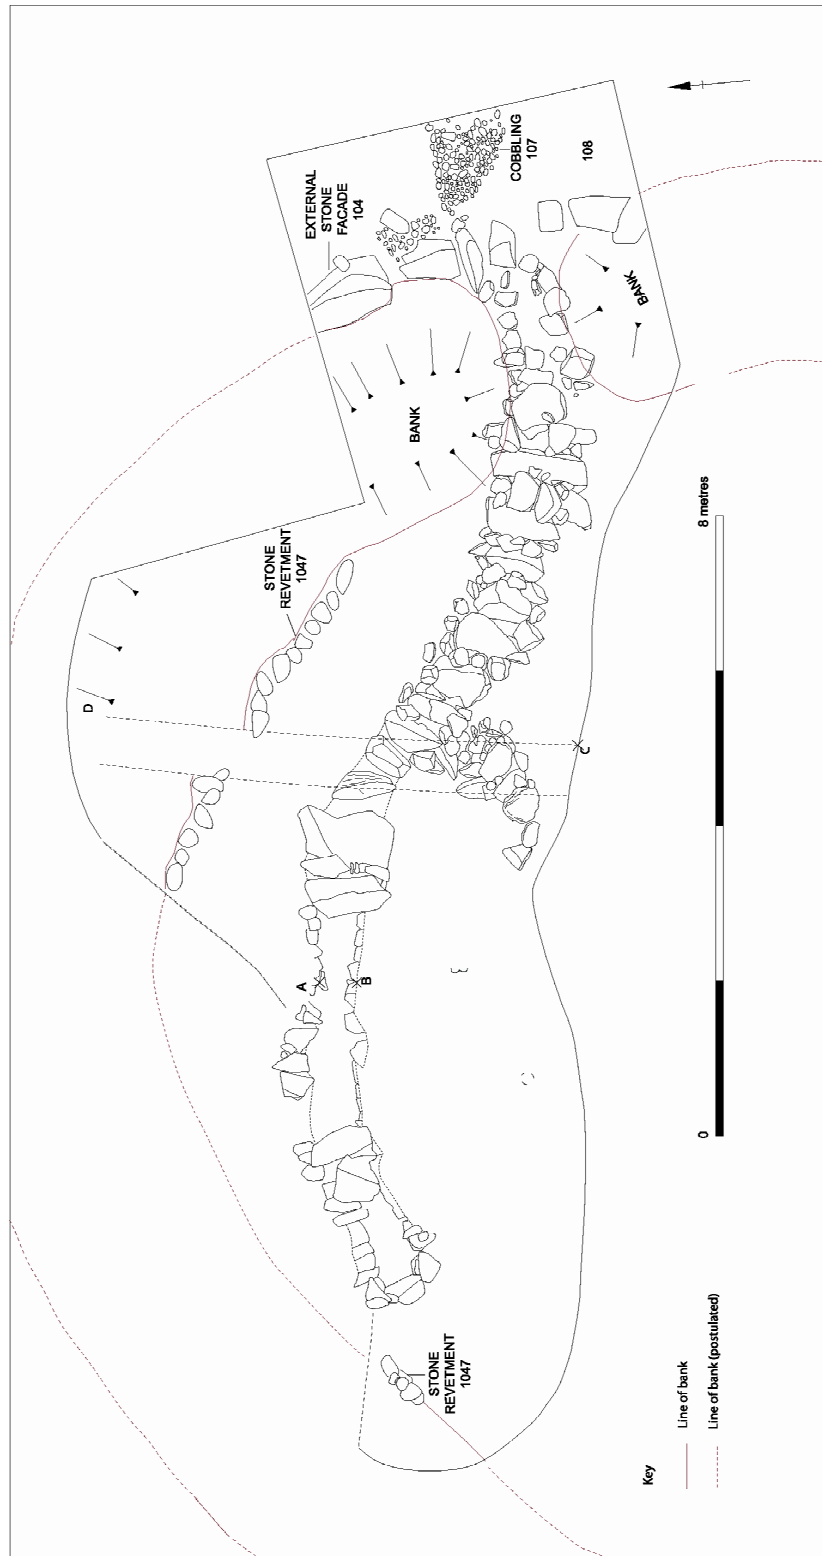 EXTERNAL
STONE
FACADE
104
COBBLING
107
108
BANK
BANK
STONE
REVETMENT
1047
D
C
A
B
STONE
REVETMENT
1047
0
8 metres
Key
Line of bank
Line of bank (postulated)